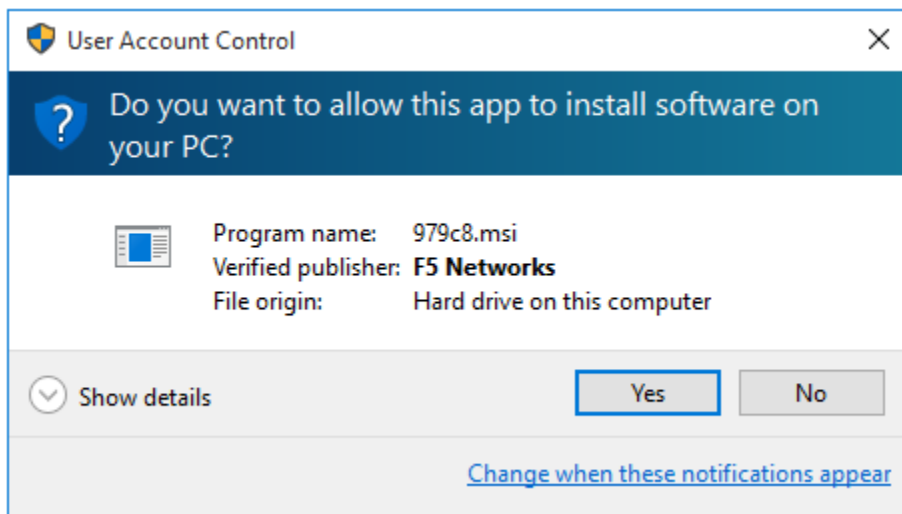 User Account Control
?
Do you want to allow this app to install software on
your PC?
Program name: 979c8.msi
Verified publisher: F5 Networks
File origin: Hard drive on this computer
Show details
Yes
No
Change when these notifications appear